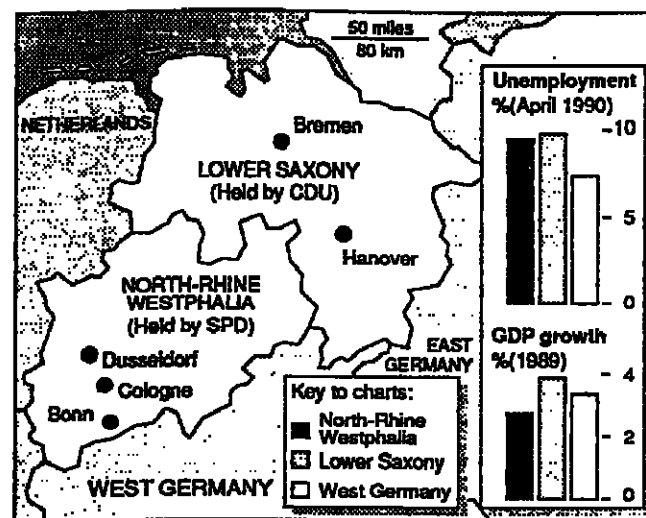 50 miles
80 km
NETHERLANDS
Bremen
LOWER SAXONY
(Held by CDU)
Hanover
NORTH-RHINE
WESTPHALIA
(Held by SPD)
Dusseldorf
Cologne
Bonn
EAST
GERMANY
WEST GERMANY
Key to charts:
North-Rhine
Westphalia
Lower Saxony
West Germany
Unemployment
%(April 1990)
10
5
0
GDP growth
%(1989)
4
2
0